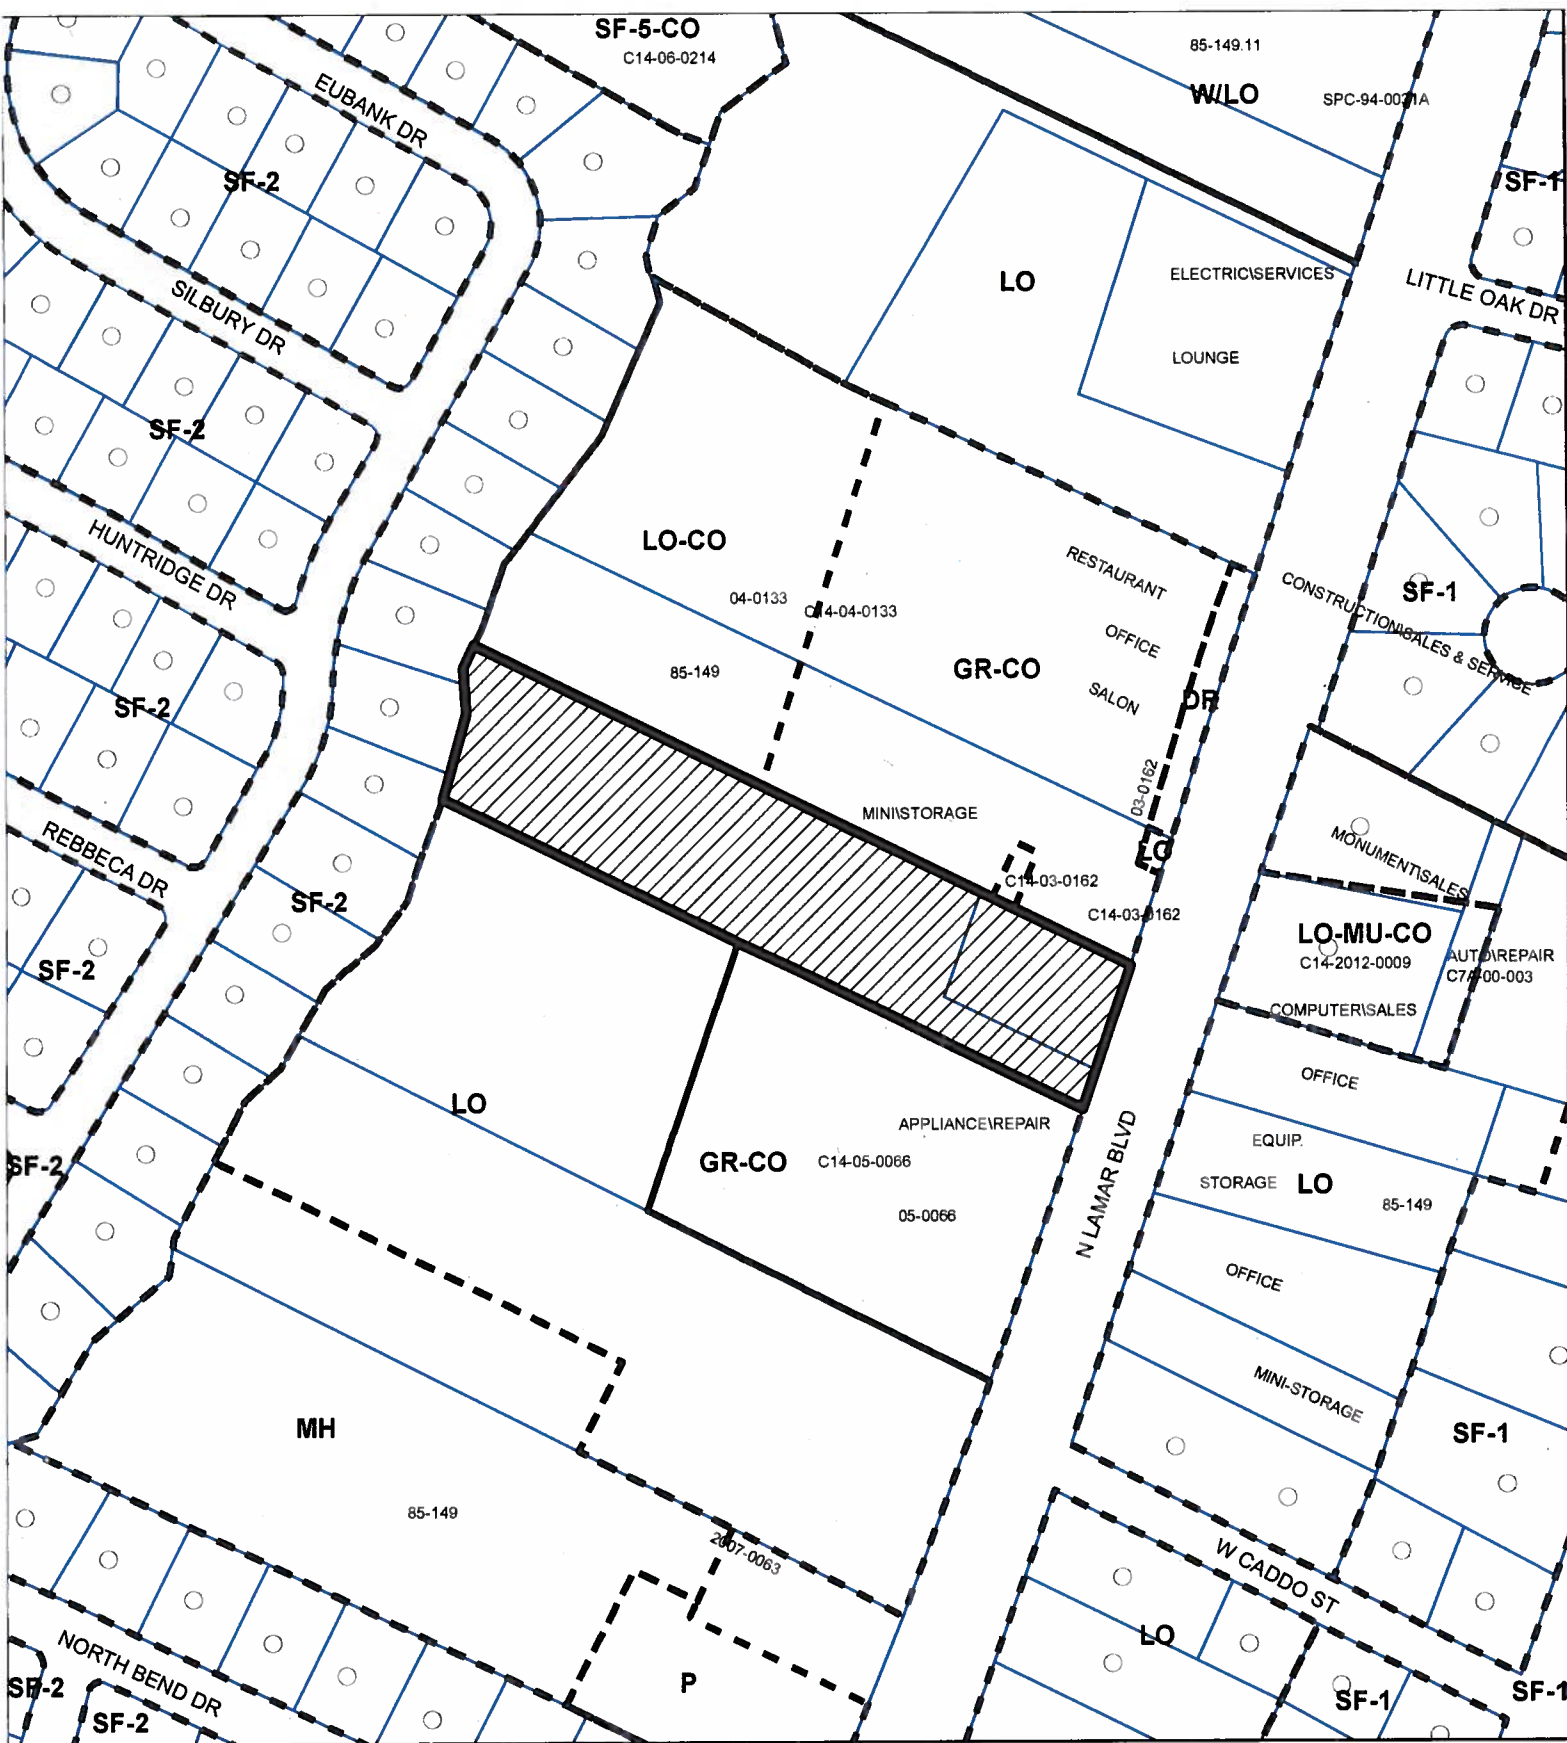 SF-5-CO
C14-06-0214
85-149.11
W/LO
SPC-94-0021A
EUBANK DR
SF-2
SF-1
LO
ELECTRIC\SERVICES
LITTLE OAK DR
SILBURY DR
LOUNGE
SF-2
HUNTRIDGE DR
LO-CO
RESTAURANT
CONSTRUCTION\SALES & SERVICE
SF-1
04-0133
C14-04-0133
OFFICE
85-149
GR-CO
SALON
DR
SF-2
03-0162
MINI\STORAGE
MONUMENT\SALES
REBBECA DR
LO
C14-03-0162
SF-2
C14-03-0162
LO-MU-CO
C14-2012-0009
AUTO\REPAIR
C7A-00-003
SF-2
COMPUTER\SALES
OFFICE
LO
APPLIANCE\REPAIR
EQUIP.
SF-2
GR-CO
C14-05-0066
N LAMAR BLVD
STORAGE
LO
85-149
05-0066
OFFICE
MINI-STORAGE
MH
SF-1
85-149
2007-0063
W CADDO ST
NORTH BEND DR
LO
P
SF-2
SF-1
SF-1
SF-2